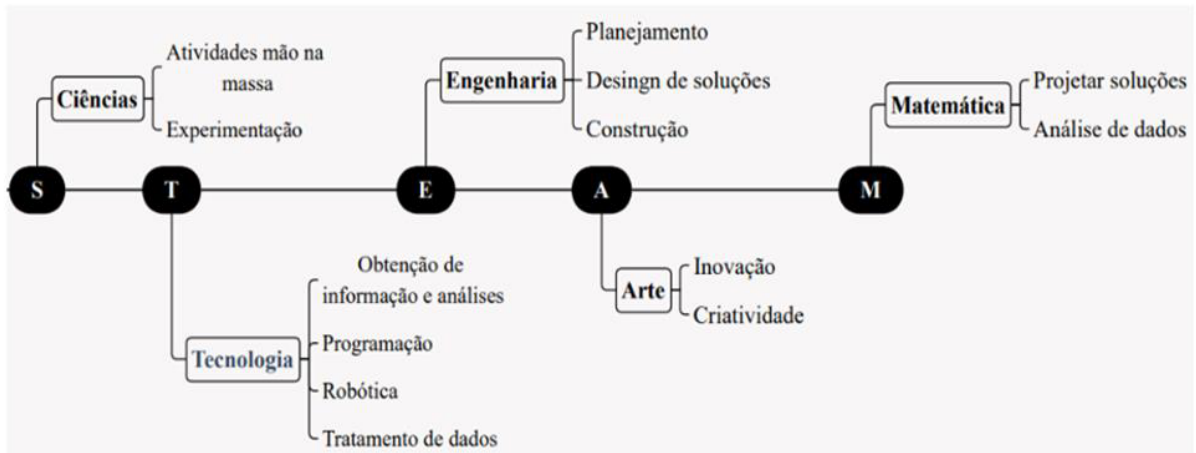 S
Ciências
Atividades mão na
massa
Experimentação
T
Tecnologia
Obtenção de
informação e análises
Programação
Robótica
Tratamento de dados
E
Engenharia
Planejamento
Desingn de soluções
Construção
A
Arte
Inovação
Criatividade
M
Matemática
Projetar soluções
Análise de dados